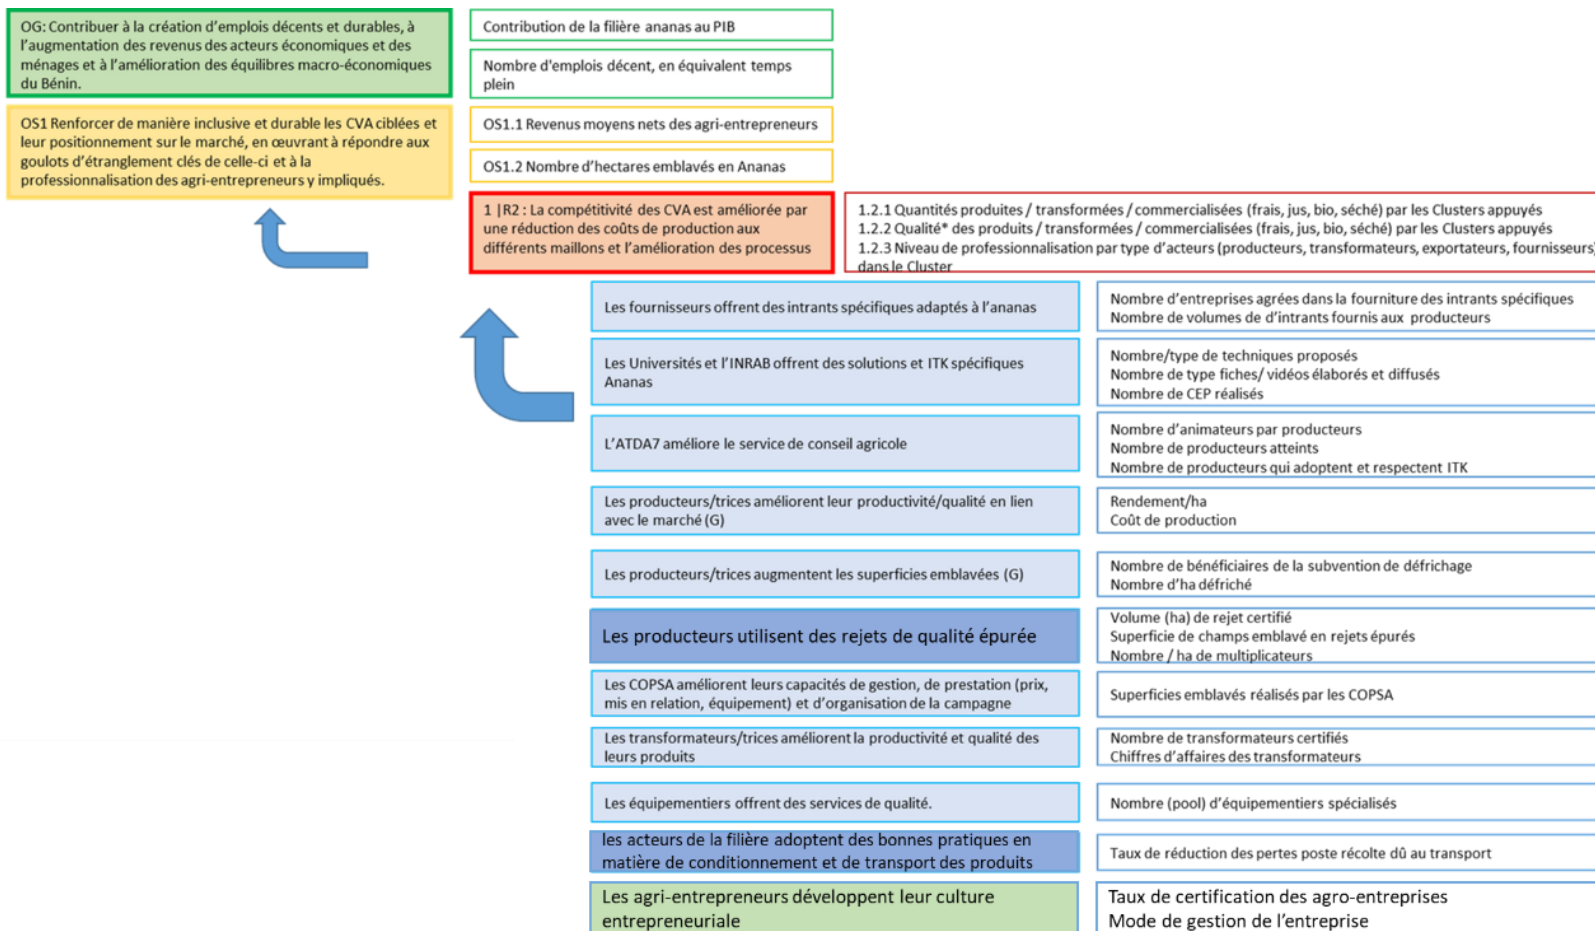 OG: Contribuer à la création d'emplois décents et durables, à
l'augmentation des revenus des acteurs économiques et des
ménages et à l'amélioration des équilibres macro-économiques
du Bénin.
Contribution de la filière ananas au PIB
Nombre d'emplois décent, en équivalent temps
plein
OS1 Renforcer de manière inclusive et durable les CVA ciblées et
leur positionnement sur le marché, en œuvrant à répondre aux
goulots d'étranglement clés de celle-ci et à la
professionnalisation des agri-entrepreneurs y impliqués.
OS1.1 Revenus moyens nets des agri-entrepreneurs
OS1.2 Nombre d'hectares emblavés en Ananas
1 |R2 : La compétitivité des CVA est améliorée par
une réduction des coûts de production aux
différents maillons et l'amélioration des processus
1.2.1 Quantités produites / transformées / commercialisées (frais, jus, bio, séché) par les Clusters appuyés
1.2.2 Qualité* des produits / transformées / commercialisées (frais, jus, bio, séché) par les Clusters appuyés
1.2.3 Niveau de professionnalisation par type d'acteurs (producteurs, transformateurs, exportateurs, fournisseurs)
dans le Cluster
Les fournisseurs offrent des intrants spécifiques adaptés à l'ananas
Nombre d'entreprises agrées dans la fourniture des intrants spécifiques
Nombre de volumes de d'intrants fournis aux producteurs
Les Universités et l'INRAB offrent des solutions et ITK spécifiques
Ananas
Nombre/type de techniques proposés
Nombre de type fiches/ vidéos élaborés et diffusés
Nombre de CEP réalisés
L'ATDA7 améliore le service de conseil agricole
Nombre d'animateurs par producteurs
Nombre de producteurs atteints
Nombre de producteurs qui adoptent et respectent ITK
Les producteurs/trices améliorent leur productivité/qualité en lien
avec le marché (G)
Rendement/ha
Coût de production
Les producteurs/trices augmentent les superficies emblavées (G)
Nombre de bénéficiaires de la subvention de défrichage
Nombre d'ha défriché
Les producteurs utilisent des rejets de qualité épurée
Volume (ha) de rejet certifié
Superficie de champs emblavé en rejets épurés
Nombre / ha de multiplicateurs
Les COPSA améliorent leurs capacités de gestion, de prestation (prix,
mis en relation, équipement) et d'organisation de la campagne
Superficies emblavés réalisés par les COPSA
Les transformateurs/trices améliorent la productivité et qualité des
leurs produits
Nombre de transformateurs certifiés
Chiffres d'affaires des transformateurs
Les équipementiers offrent des services de qualité.
Nombre (pool) d'équipementiers spécialisés
les acteurs de la filière adoptent des bonnes pratiques en
matière de conditionnement et de transport des produits
Taux de réduction des pertes poste récolte dû au transport
Les agri-entrepreneurs développent leur culture
entrepreneuriale
Taux de certification des agro-entreprises
Mode de gestion de l'entreprise